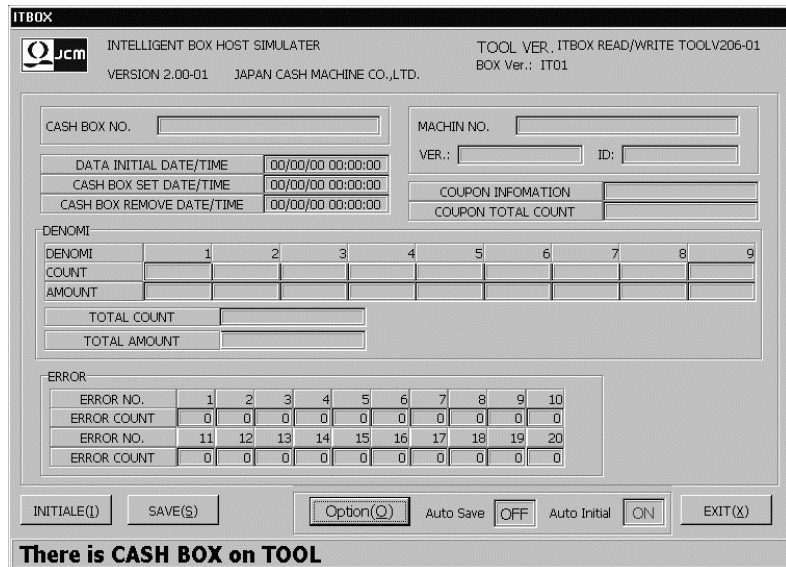 ITBOX
JCM
INTELLIGENT BOX HOST SIMULATER
VERSION 2.00-01 JAPAN CASH MACHINE CO.,LTD.
TOOL VER. ITBOX READ/WRITE TOOLV206-01
BOX Ver.: IT01
CASH BOX NO.
MACHIN NO.
VER.: ID:
DATA INITIAL DATE/TIME 00/00/00 00:00:00
CASH BOX SET DATE/TIME 00/00/00 00:00:00
CASH BOX REMOVE DATE/TIME 00/00/00 00:00:00
COUPON INFOMATION
COUPON TOTAL COUNT
DENOMI
DENOMI 1 2 3 4 5 6 7 8 9
COUNT
AMOUNT
TOTAL COUNT
TOTAL AMOUNT
ERROR
ERROR NO. 1 2 3 4 5 6 7 8 9 10
ERROR COUNT 0 0 0 0 0 0 0 0 0 0
ERROR NO. 11 12 13 14 15 16 17 18 19 20
ERROR COUNT 0 0 0 0 0 0 0 0 0 0
INITIALE(I) SAVE(S) Option(O) Auto Save OFF Auto Initial ON EXIT(X)
There is CASH BOX on TOOL